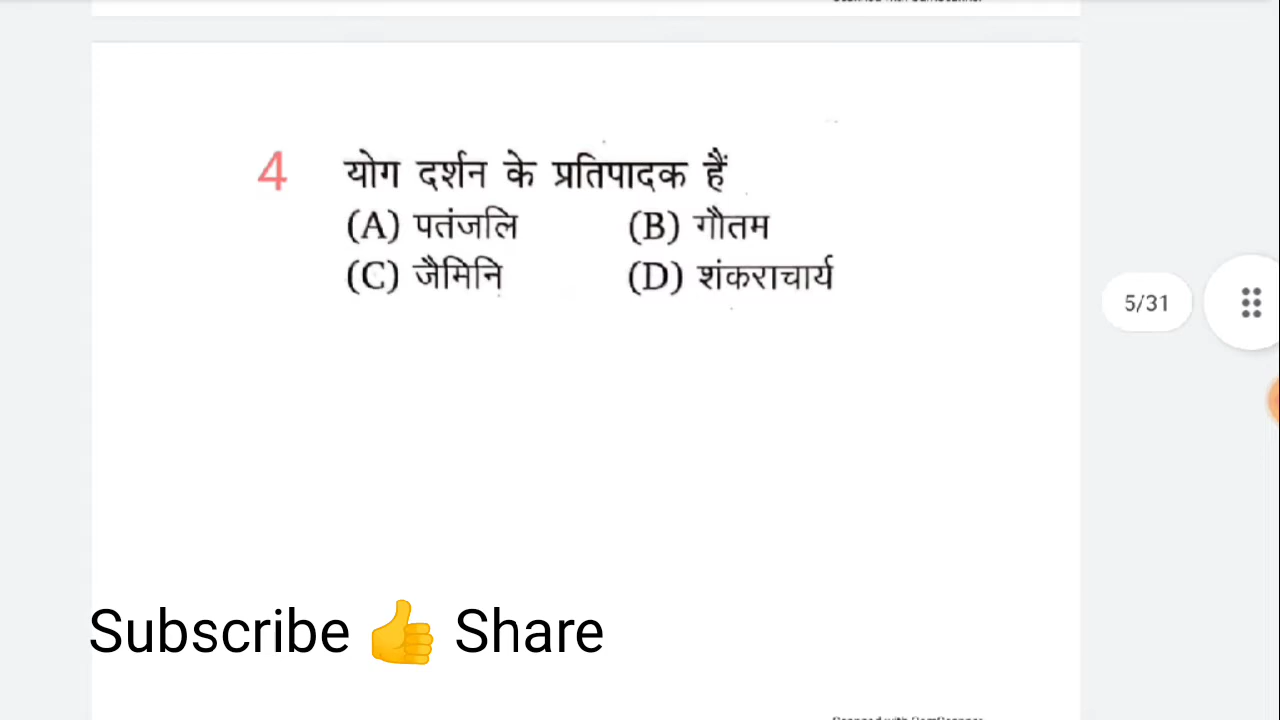 4 योग दर्शन के प्रतिपादक हैं
(A) पतंजलि (B) गौतम
(C) जैमिनि (D) शंकराचार्य
5/31
Subscribe 👍 Share